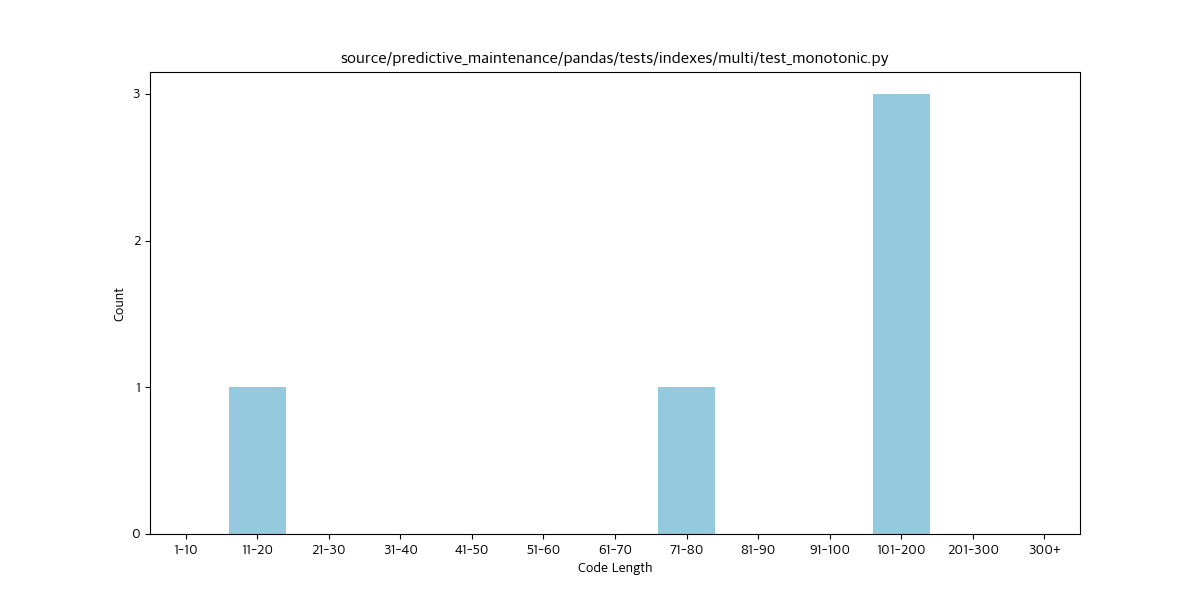 source/predictive_maintenance/pandas/tests/indexes/multi/test_monotonic.py
3
2
1
0
Count
1-10 11-20 21-30 31-40 41-50 51-60 61-70 71-80 81-90 91-100 101-200 201-300 300+
Code Length